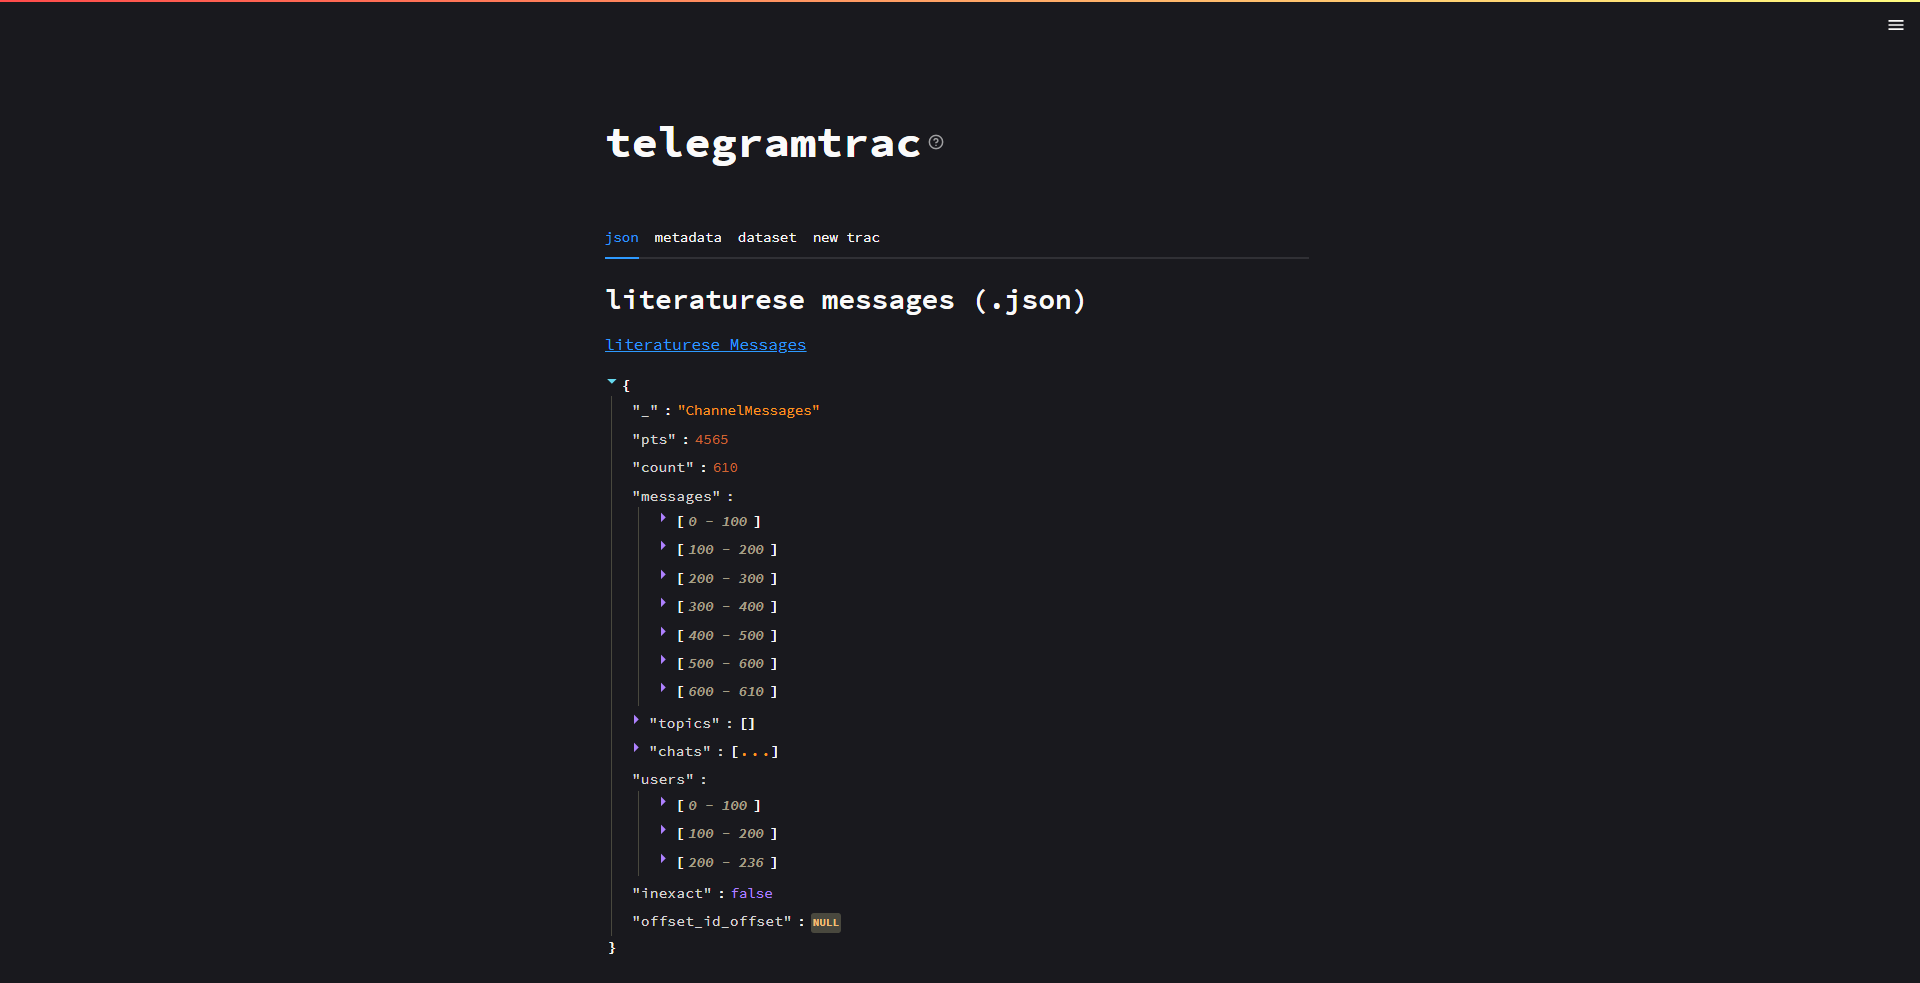 telegramtrac
json metadata dataset new trac
literaturese messages (.json)
literaturese Messages
{
"_" : "ChannelMessages"
"pts" : 4565
"count" : 610
"messages" :
[ 0 - 100 ]
[ 100 - 200 ]
[ 200 - 300 ]
[ 300 - 400 ]
[ 400 - 500 ]
[ 500 - 600 ]
[ 600 - 610 ]
"topics" : []
"chats" : [...]
"users" :
[ 0 - 100 ]
[ 100 - 200 ]
[ 200 - 236 ]
"inexact" : false
"offset_id_offset" : NULL
}